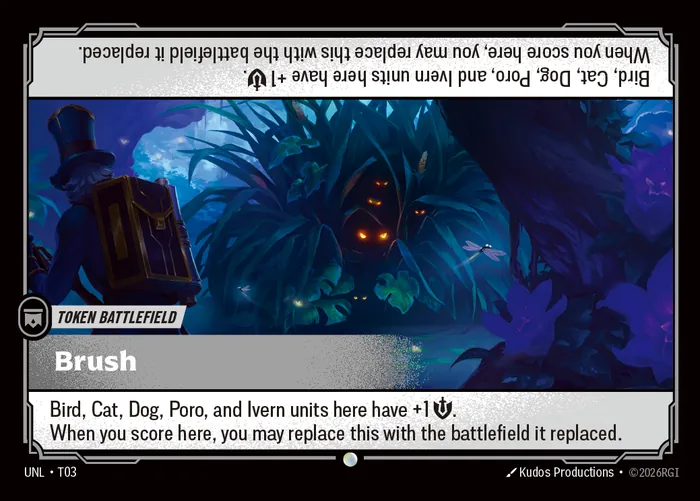 When you score here, you may replace this with the battlefield it replaced.
Bird, Cat, Dog, Poro, and Ivern units here have +1.
TOKEN BATTLEFIELD
Brush
Bird, Cat, Dog, Poro, and Ivern units here have +1.
When you score here, you may replace this with the battlefield it replaced.
UNL • T03
Kudos Productions • ©2026RGI